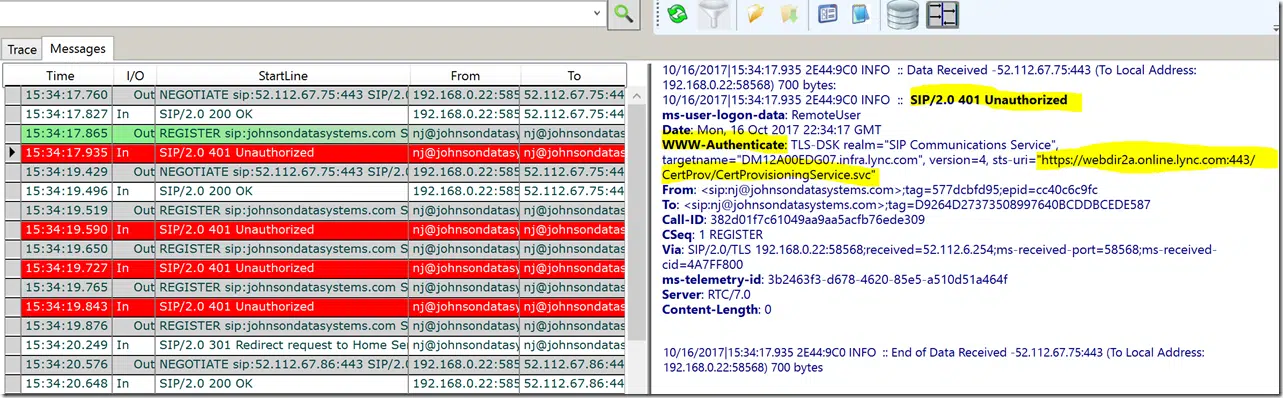 Trace Messages
Time I/O StartLine From To
15:34:17.760 Out NEGOTIATE sip:52.112.67.75:443 SIP/2.0 192.168.0.22:585 52.112.67.75:44
15:34:17.827 In SIP/2.0 200 OK 192.168.0.22:585 52.112.67.75:44
15:34:17.865 Out REGISTER sip:johnsondatasystems.com S nj@johnsondatasy nj@johnsondatas
15:34:17.935 In SIP/2.0 401 Unauthorized nj@johnsondatasy nj@johnsondatas
15:34:19.429 Out NEGOTIATE sip:52.112.67.75:443 SIP/2.0 192.168.0.22:585 52.112.67.75:44
15:34:19.496 In SIP/2.0 200 OK 192.168.0.22:585 52.112.67.75:44
15:34:19.519 Out REGISTER sip:johnsondatasystems.com S nj@johnsondatasy nj@johnsondatas
15:34:19.590 In SIP/2.0 401 Unauthorized nj@johnsondatasy nj@johnsondatas
15:34:19.650 Out REGISTER sip:johnsondatasystems.com S nj@johnsondatasy nj@johnsondatas
15:34:19.727 In SIP/2.0 401 Unauthorized nj@johnsondatasy nj@johnsondatas
15:34:19.765 Out REGISTER sip:johnsondatasystems.com S nj@johnsondatasy nj@johnsondatas
15:34:19.843 In SIP/2.0 401 Unauthorized nj@johnsondatasy nj@johnsondatas
15:34:19.876 Out REGISTER sip:johnsondatasystems.com S nj@johnsondatasy nj@johnsondatas
15:34:20.249 In SIP/2.0 301 Redirect request to Home Se nj@johnsondatasy nj@johnsondatas
15:34:20.576 Out NEGOTIATE sip:52.112.67.86:443 SIP/2.0 192.168.0.22:585 52.112.67.86:44
15:34:20.648 In SIP/2.0 200 OK 192.168.0.22:585 52.112.67.86:44
10/16/2017|15:34:17.935 2E44:9C0 INFO :: Data Received -52.112.67.75:443 (To Local Address:
192.168.0.22:58568) 700 bytes:
10/16/2017|15:34:17.935 2E44:9C0 INFO :: SIP/2.0 401 Unauthorized
ms-user-logon-data: RemoteUser
Date: Mon, 16 Oct 2017 22:34:17 GMT
WWW-Authenticate: TLS-DSK realm="SIP Communications Service",
targetname="DM12A00EDG07.infra.lync.com", version=4, sts-uri="https://webdir2a.online.lync.com:443/
CertProv/CertProvisioningService.svc"
From: <sip:nj@johnsondatasystems.com>;tag=577dcbfd95;epid=cc40c6c9fc
To: <sip:nj@johnsondatasystems.com>;tag=D9264D27373508997640BCDDBCEDE587
Call-ID: 382d01f7c61049aa9aa5acfb76ede309
CSeq: 1 REGISTER
Via: SIP/2.0/TLS 192.168.0.22:58568;received=52.112.6.254;ms-received-port=58568;ms-received-
cid=4A7FF800
ms-telemetry-id: 3b2463f3-d678-4620-85e5-a510d51a464f
Server: RTC/7.0
Content-Length: 0
10/16/2017|15:34:17.935 2E44:9C0 INFO :: End of Data Received -52.112.67.75:443 (To Local Address:
192.168.0.22:58568) 700 bytes